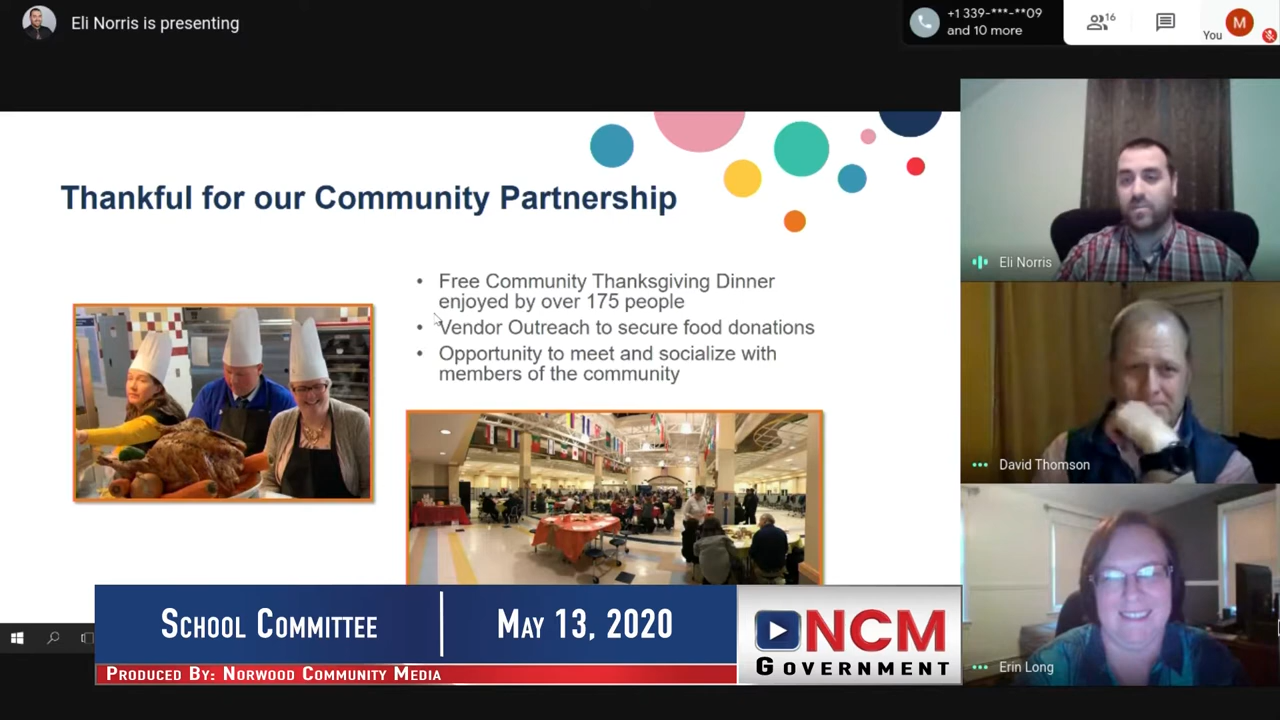 Eli Norris is presenting
+1 339-***-**09
and 10 more
16
You
M
Thankful for our Community Partnership
• Free Community Thanksgiving Dinner
enjoyed by over 175 people
• Vendor Outreach to secure food donations
• Opportunity to meet and socialize with
members of the community
Eli Norris
David Thomson
Erin Long
School Committee
May 13, 2020
NCM
Government
Produced By: Norwood Community Media